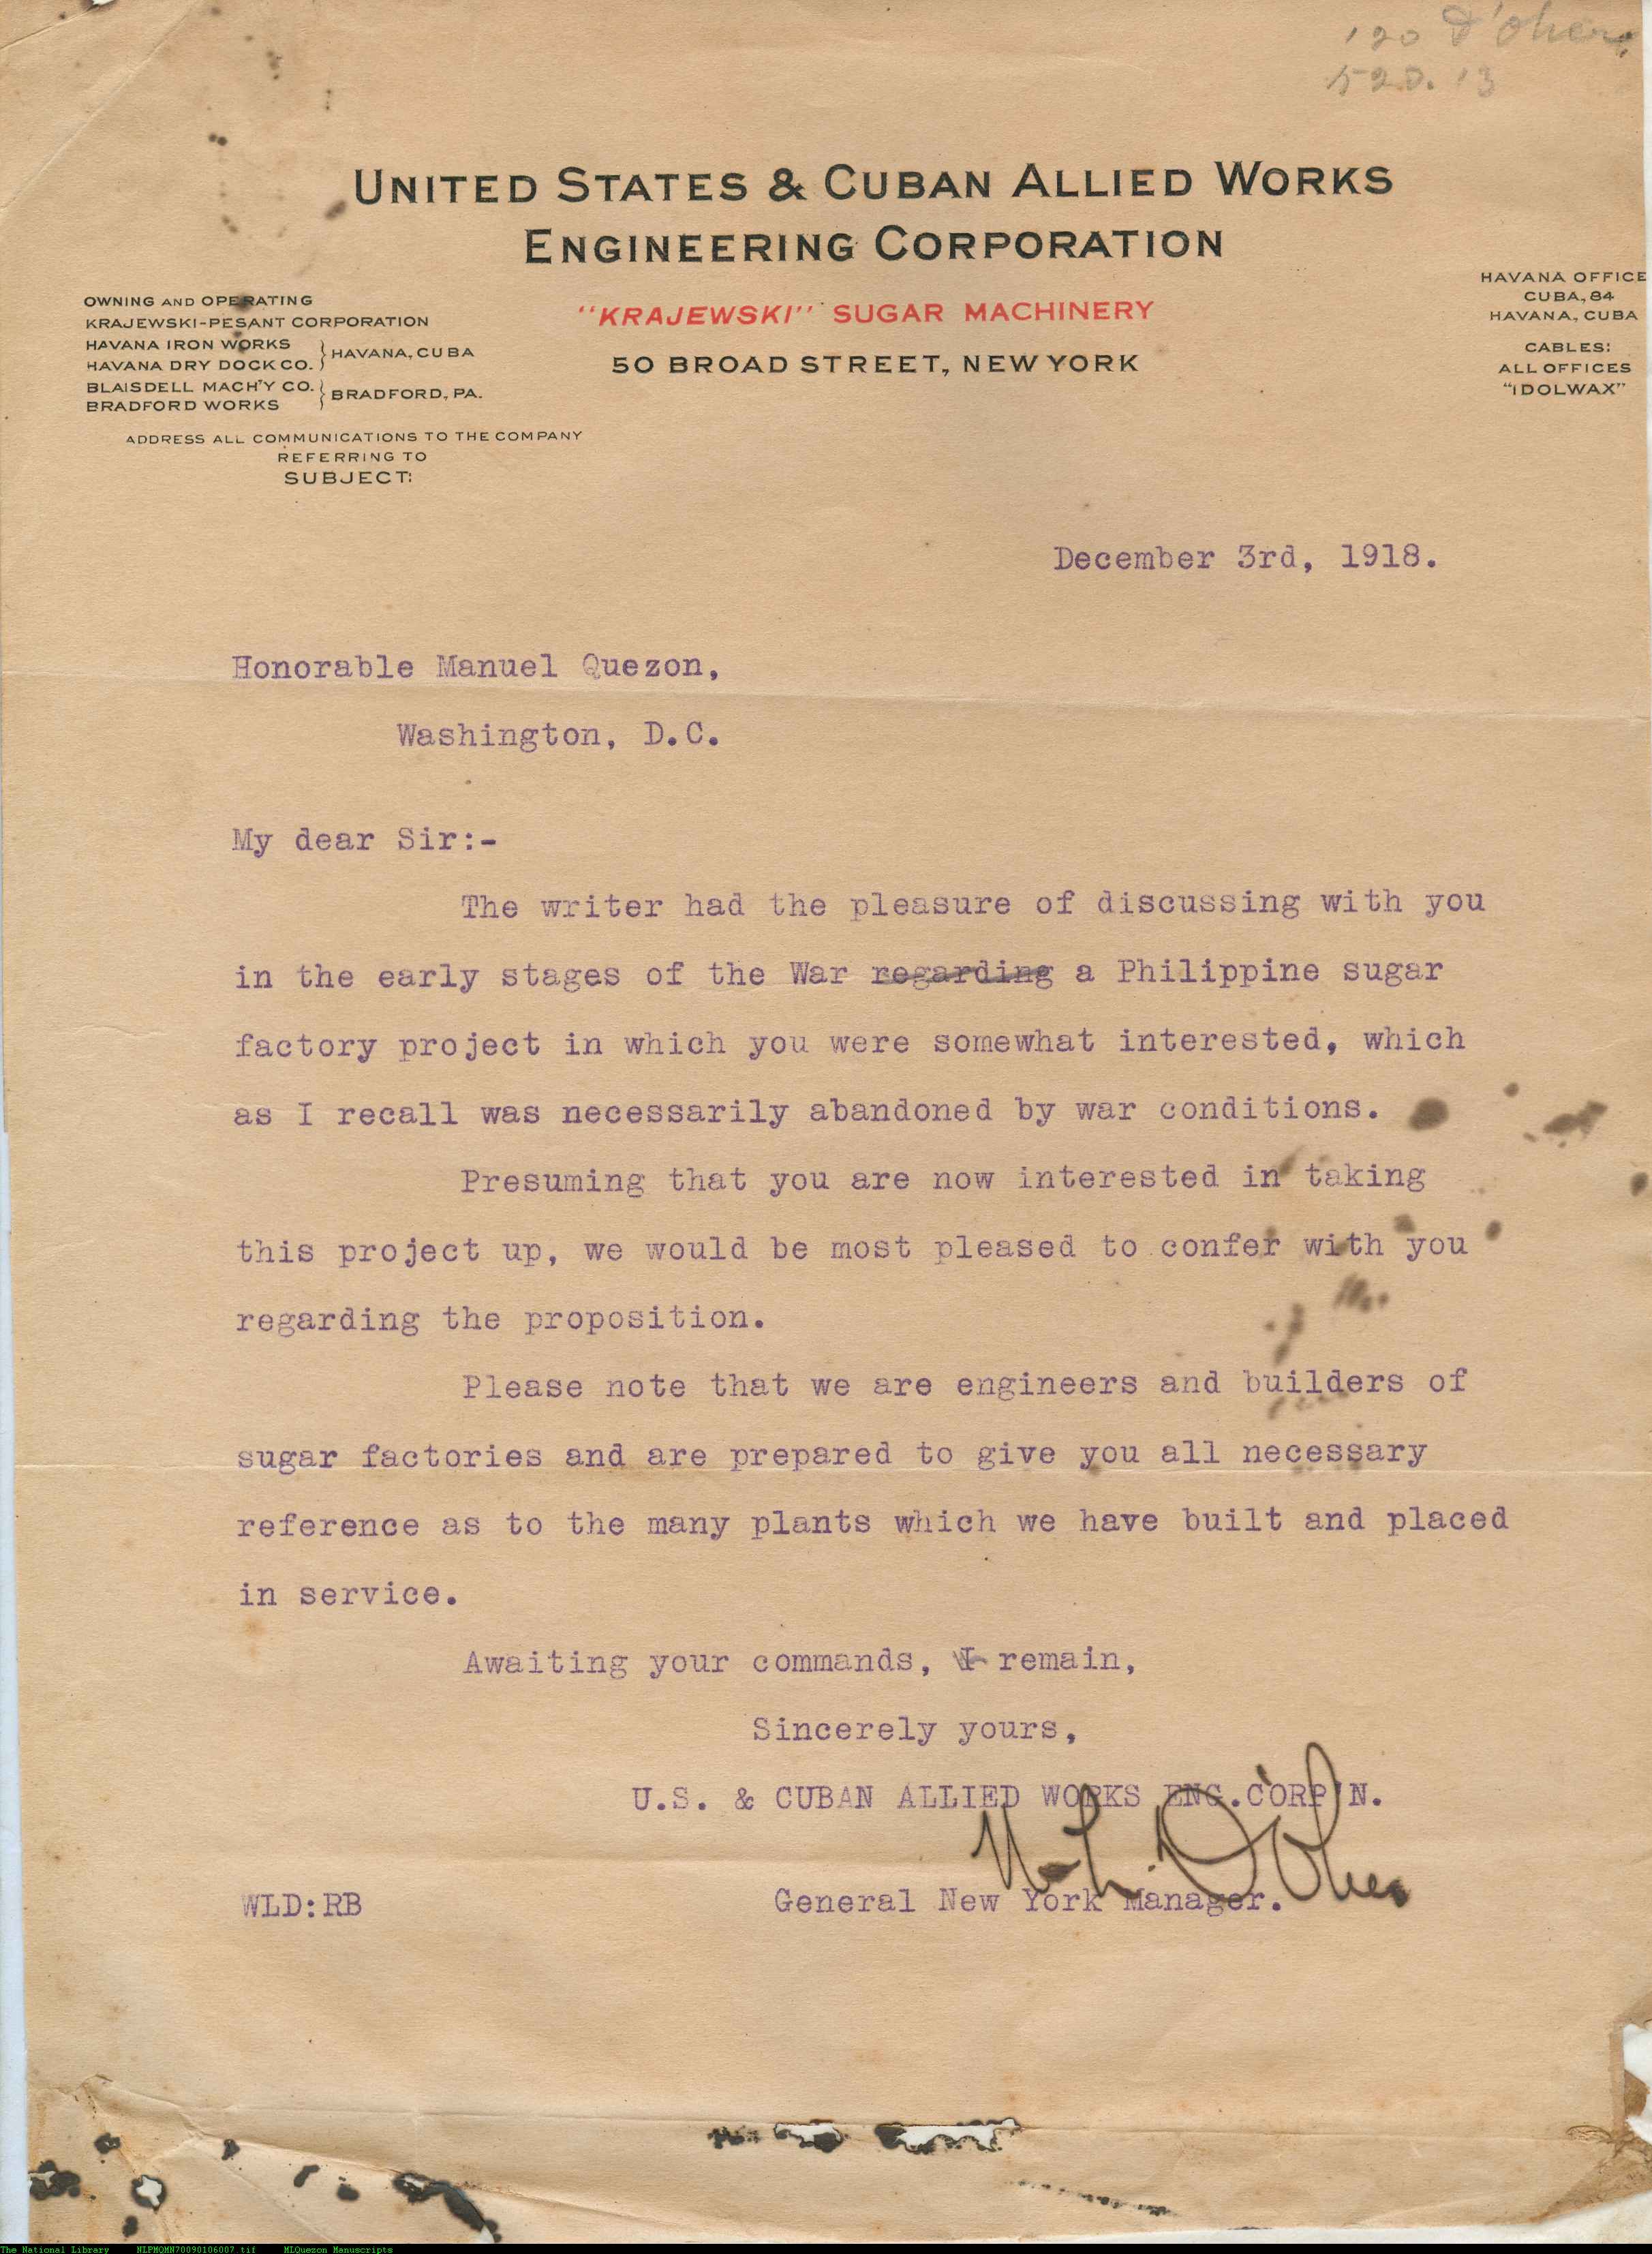 120 D'Olier
520.13
UNITED STATES & CUBAN ALLIED WORKS
ENGINEERING CORPORATION
"KRAJEWSKI" SUGAR MACHINERY
50 BROAD STREET, NEW YORK
OWNING AND OPERATING
KRAJEWSKI-PESANT CORPORATION
HAVANA IRON WORKS
HAVANA DRY DOCK CO. } HAVANA, CUBA
BLAISDELL MACH'Y CO.
BRADFORD WORKS } BRADFORD, PA.
ADDRESS ALL COMMUNICATIONS TO THE COMPANY
REFERRING TO
SUBJECT:
HAVANA OFFICE
CUBA, 84
HAVANA, CUBA
CABLES:
ALL OFFICES
"IDOLWAX"
December 3rd, 1918.
Honorable Manuel Quezon,
Washington, D.C.
My dear Sir:-
The writer had the pleasure of discussing with you
in the early stages of the War regarding a Philippine sugar
factory project in which you were somewhat interested, which
as I recall was necessarily abandoned by war conditions.
Presuming that you are now interested in taking
this project up, we would be most pleased to confer with you
regarding the proposition.
Please note that we are engineers and builders of
sugar factories and are prepared to give you all necessary
reference as to the many plants which we have built and placed
in service.
Awaiting your commands, I remain,
Sincerely yours,
U.S. & CUBAN ALLIED WORKS ENG.CORP'N.
W. L. D'Olier
WLD:RB
General New York Manager.
The National Library NLPMQMN70090106007.tif MLQuezon Manuscripts